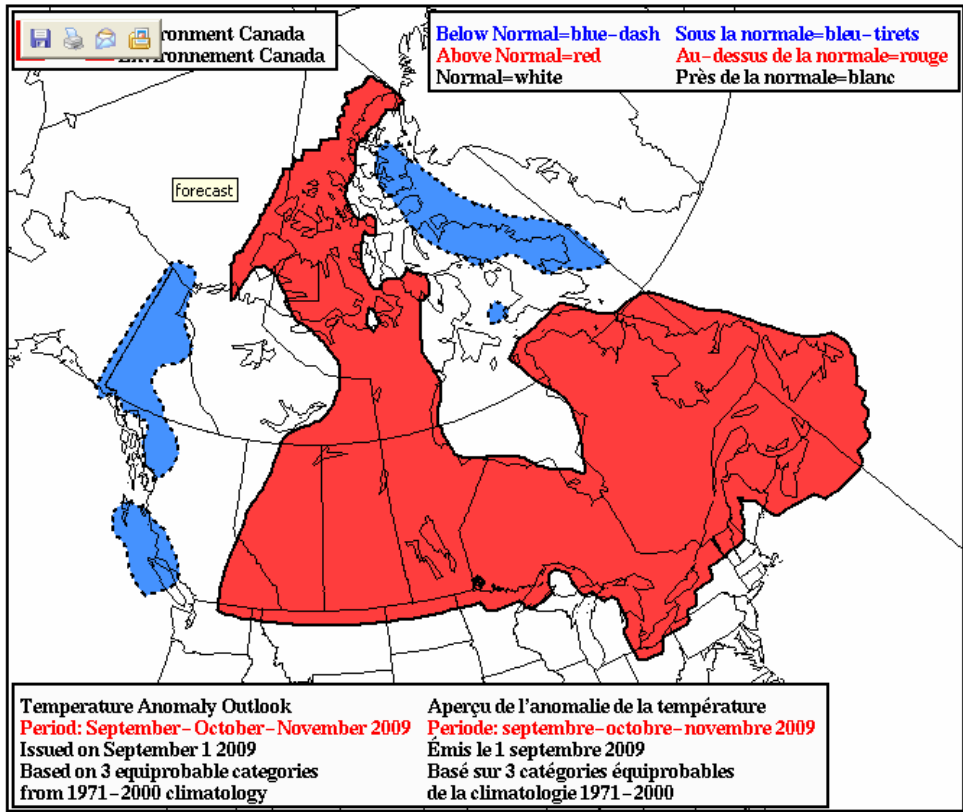 ronment Canada
Environnement Canada
Below Normal=blue-dash Sous la normale=bleu-tirets
Above Normal=red Au-dessus de la normale=rouge
Normal=white Près de la normale=blanc
forecast
Temperature Anomaly Outlook
Period: September-October-November 2009
Issued on September 1 2009
Based on 3 equiprobable categories
from 1971-2000 climatology
Aperçu de l'anomalie de la température
Periode: septembre-octobre-novembre 2009
Émis le 1 septembre 2009
Basé sur 3 catégories équiprobables
de la climatologie 1971-2000